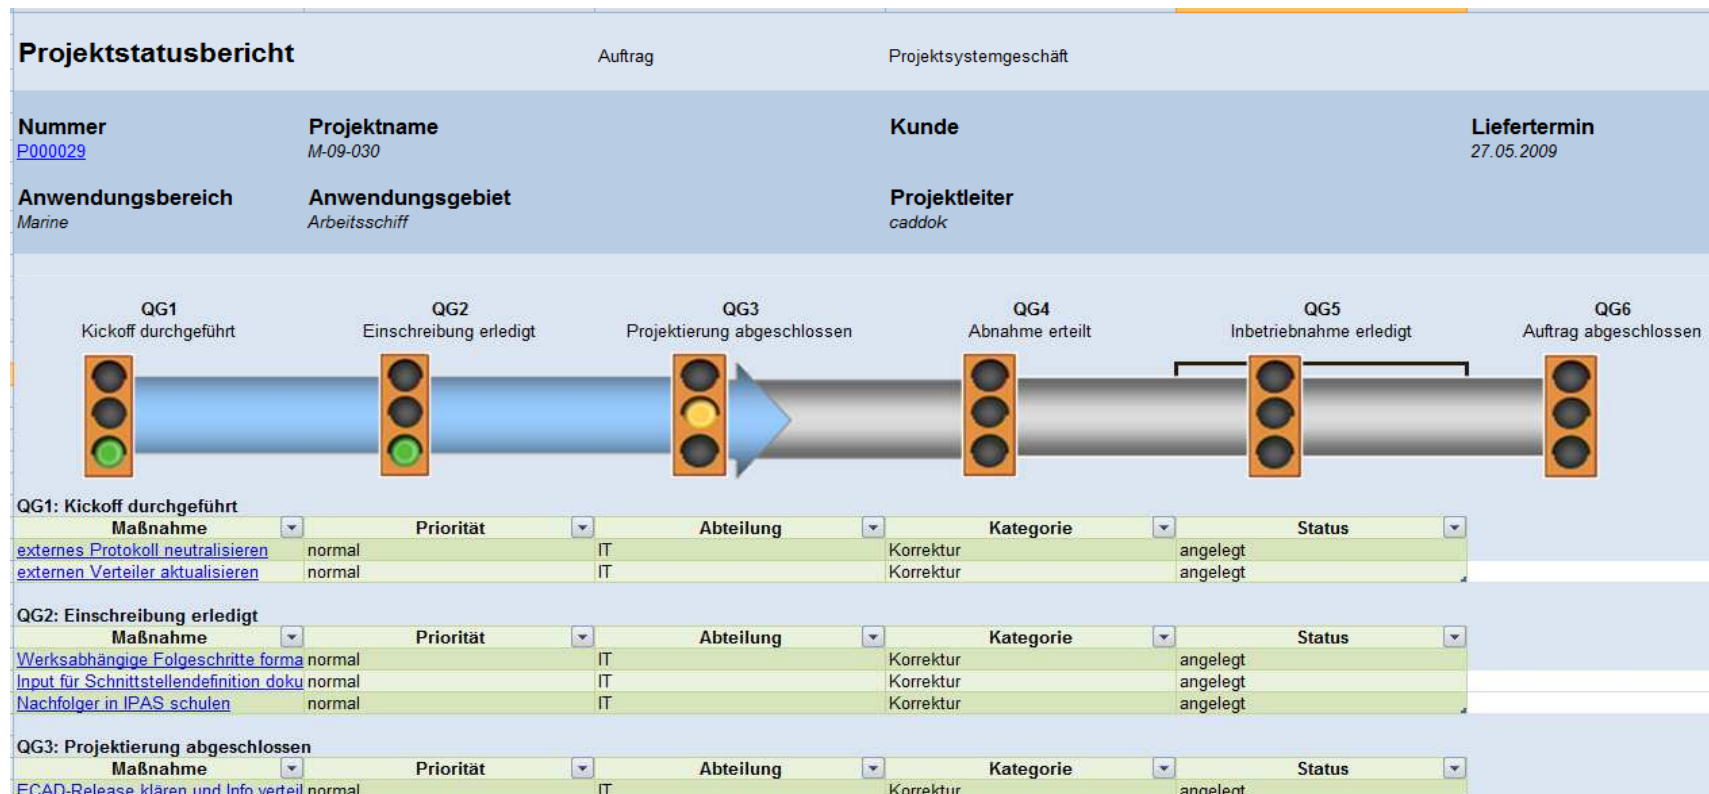 Projektstatusbericht Auftrag Projektsystemgeschäft
Nummer Projektname Kunde Liefertermin
P000029 M-09-030 27.05.2009
Anwendungsbereich Anwendungsgebiet Projektleiter
Marine Arbeitsschiff caddok
QG1 QG2 QG3 QG4 QG5 QG6
Kickoff durchgeführt Einschreibung erledigt Projektierung abgeschlossen Abnahme erteilt Inbetriebnahme erledigt Auftrag abgeschlossen
QG1: Kickoff durchgeführt
Maßnahme Priorität Abteilung Kategorie Status
externes Protokoll neutralisieren normal IT Korrektur angelegt
externen Verteiler aktualisieren normal IT Korrektur angelegt
QG2: Einschreibung erledigt
Maßnahme Priorität Abteilung Kategorie Status
Werksabhängige Folgeschritte forma normal IT Korrektur angelegt
Input für Schnittstellendefinition doku normal IT Korrektur angelegt
Nachfolger in IPAS schulen normal IT Korrektur angelegt
QG3: Projektierung abgeschlossen
Maßnahme Priorität Abteilung Kategorie Status
ECAD-Release klären und Info verteil normal IT Korrektur angelegt